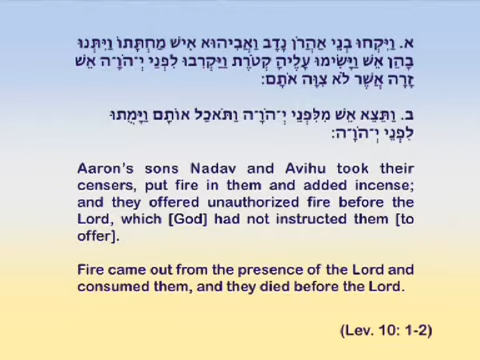 א. וַיִּקְחוּ בְנֵי אַהֲרֹן נָדָב וַאֲבִיהוּא אִישׁ מַחְתָּתוֹ וַיִּתְּנוּ
בָהֵן אֵשׁ וַיָּשִׂימוּ עָלֶיהָ קְטֹרֶת וַיַּקְרִבוּ לִפְנֵי יְ־הֹוָ־ה אֵשׁ
זָרָה אֲשֶׁר לֹא צִוָּה אֹתָם:
ב. וַתֵּצֵא אֵשׁ מִלִּפְנֵי יְ־הֹוָ־ה וַתֹּאכַל אוֹתָם וַיָּמֻתוּ
לִפְנֵי יְ־הֹוָ־ה:
Aaron's sons Nadav and Avihu took their
censers, put fire in them and added incense;
and they offered unauthorized fire before the
Lord, which [God] had not instructed them [to
offer].
Fire came out from the presence of the Lord and
consumed them, and they died before the Lord.
(Lev. 10: 1-2)